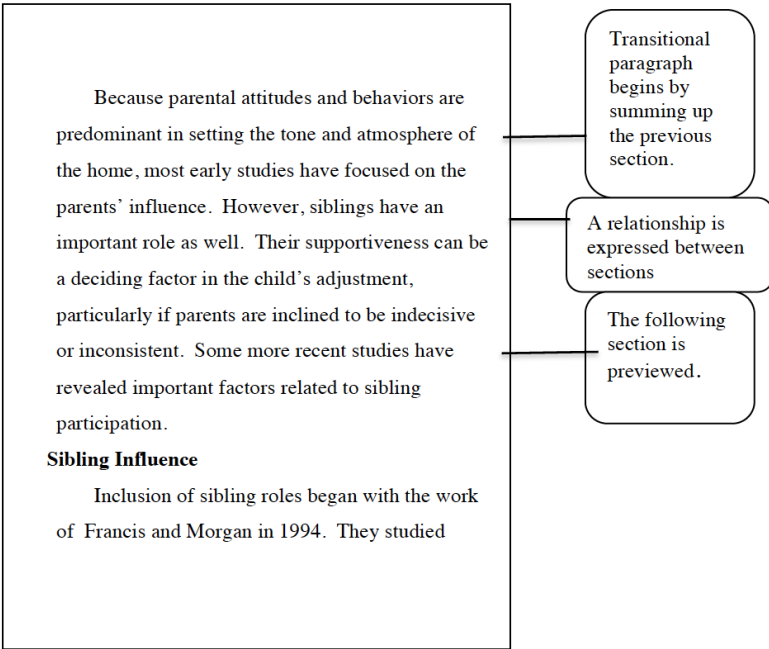 Because parental attitudes and behaviors are
predominant in setting the tone and atmosphere of
the home, most early studies have focused on the
parents' influence.  However, siblings have an
important role as well.  Their supportiveness can be
a deciding factor in the child's adjustment,
particularly if parents are inclined to be indecisive
or inconsistent.  Some more recent studies have
revealed important factors related to sibling
participation.
Sibling Influence
Inclusion of sibling roles began with the work
of  Francis and Morgan in 1994.  They studied
Transitional
paragraph
begins by
summing up
the previous
section.
A relationship is
expressed between
sections
The following
section is
previewed.